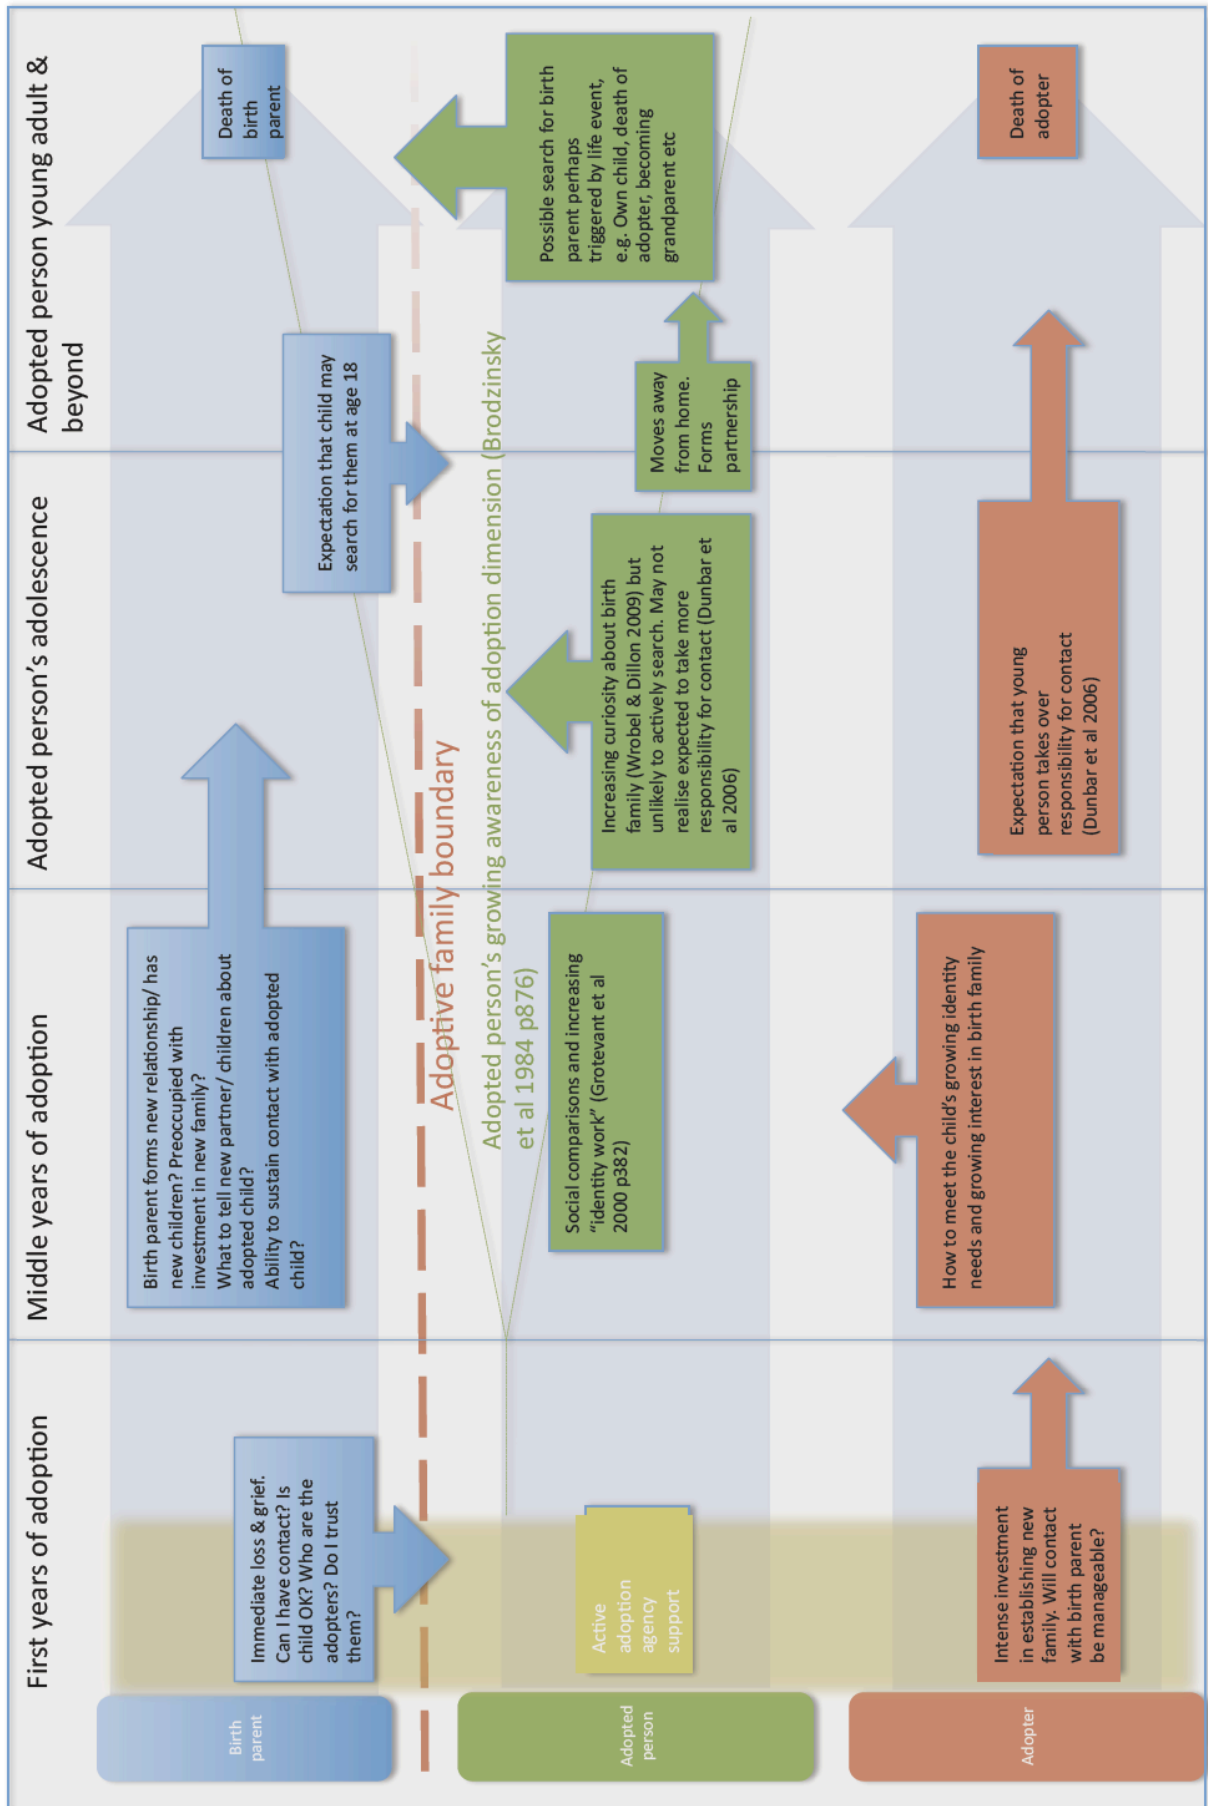 First years of adoption
Middle years of adoption
Adopted person's adolescence
Adopted person young adult &
beyond
Birth
parent
Immediate loss & grief.
Can I have contact? Is
child OK? Who are the
adopters? Do I trust
them?
Birth parent forms new relationship/ has
new children? Preoccupied with
investment in new family?
What to tell new partner/ children about
adopted child?
Ability to sustain contact with adopted
child?
Expectation that child may
search for them at age 18
Death of
birth
parent
Adoptive family boundary
Adopted person's growing awareness of adoption dimension (Brodzinsky
et al 1984 p876)
Adopted
person
Active
adoption
agency
support
Social comparisons and increasing
“identity work” (Grotevant et al
2000 p382)
Increasing curiosity about birth
family (Wrobel & Dillon 2009) but
unlikely to actively search. May not
realise expected to take more
responsibility for contact (Dunbar et
al 2006)
Moves away
from home.
Forms
partnership
Possible search for birth
parent perhaps
triggered by life event,
e.g. Own child, death of
adopter, becoming
grandparent etc
Adopter
Intense investment
in establishing new
family. Will contact
with birth parent
be manageable?
How to meet the child's growing identity
needs and growing interest in birth family
Expectation that young
person takes over
responsibility for contact
(Dunbar et al 2006)
Death of
adopter